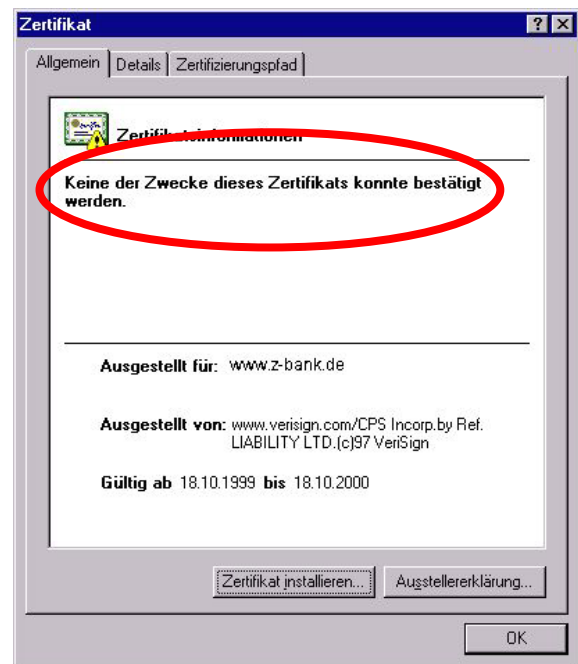 Zertifikat
Allgemein Details Zertifizierungspfad
Zertifikatsinformationen
Keine der Zwecke dieses Zertifikats konnte bestätigt
werden.
Ausgestellt für: www.z-bank.de
Ausgestellt von: www.verisign.com/CPS Incorp.by Ref.
LIABILITY LTD.(c)97 VeriSign
Gültig ab 18.10.1999 bis 18.10.2000
Zertifikat installieren... Ausstellererklärung...
OK